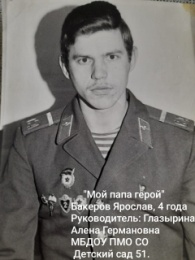 "Мой папа герой"
Бакеров Ярослав, 4 года
Руководитель: Глазырина
Алена Германовна
МБДОУ ПМО СО
Детский сад 51.